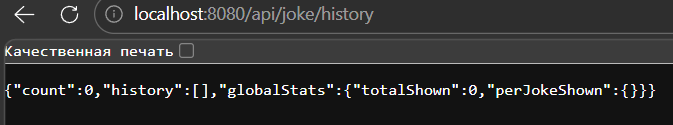 localhost:8080/api/joke/history
Качественная печать
{"count":0,"history":[],"globalStats":{"totalShown":0,"perJokeShown":{}}}